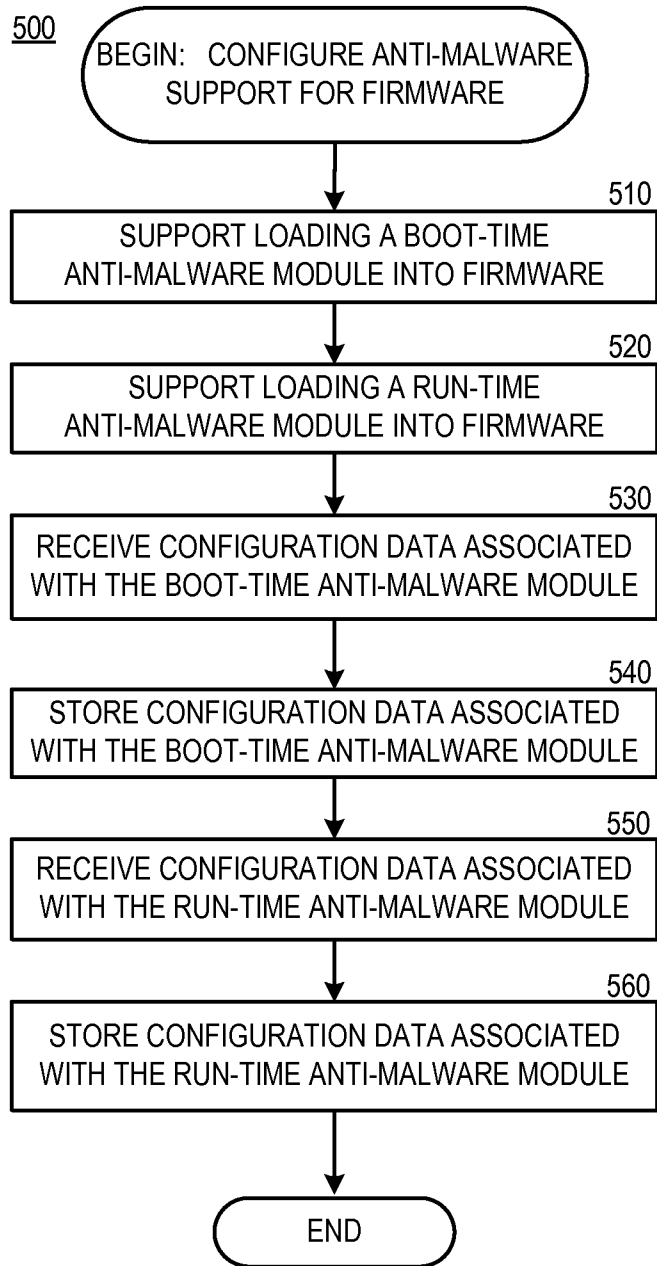 500
BEGIN: CONFIGURE ANTI-MALWARE
SUPPORT FOR FIRMWARE
510
SUPPORT LOADING A BOOT-TIME
ANTI-MALWARE MODULE INTO FIRMWARE
520
SUPPORT LOADING A RUN-TIME
ANTI-MALWARE MODULE INTO FIRMWARE
530
RECEIVE CONFIGURATION DATA ASSOCIATED
WITH THE BOOT-TIME ANTI-MALWARE MODULE
540
STORE CONFIGURATION DATA ASSOCIATED
WITH THE BOOT-TIME ANTI-MALWARE MODULE
550
RECEIVE CONFIGURATION DATA ASSOCIATED
WITH THE RUN-TIME ANTI-MALWARE MODULE
560
STORE CONFIGURATION DATA ASSOCIATED
WITH THE RUN-TIME ANTI-MALWARE MODULE
END